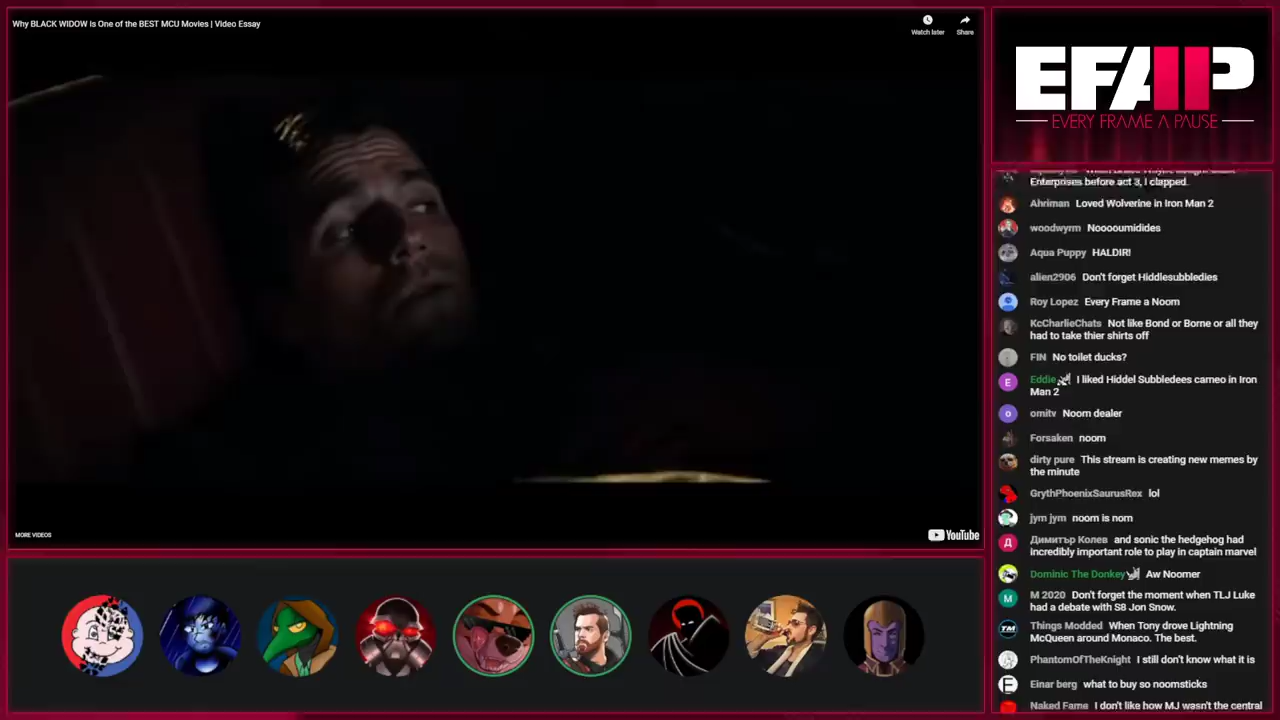 Why BLACK WIDOW Is One of the BEST MCU Movies | Video Essay
Watch later
Share
MORE VIDEOS
YouTube
EFAP
EVERY FRAME A PAUSE
Enterprises before act 3, I clapped.
Ahriman Loved Wolverine in Iron Man 2
woodwyrm Nooooumidides
Aqua Puppy HALDIR!
alien2906 Don't forget Hiddlesubbledies
Roy Lopez Every Frame a Noom
KcCharlieChats Not like Bond or Borne or all they
had to take thier shirts off
FIN No toilet ducks?
E
Eddie I liked Hiddel Subbledees cameo in Iron
Man 2
o
omitv Noom dealer
Forsaken noom
dirty pure This stream is creating new memes by
the minute
GrythPhoenixSaurusRex lol
jym jym noom is nom
Д
Димитър Колев and sonic the hedgehog had
incredibly important role to play in captain marvel
Dominic The Donkey Aw Noomer
M
M 2020 Don't forget the moment when TLJ Luke
had a debate with S8 Jon Snow.
TM
Things Modded When Tony drove Lightning
McQueen around Monaco. The best.
PhantomOfTheKnight I still don't know what it is
Einar berg what to buy so noomsticks
Naked Fame I don't like how MJ wasn't the central